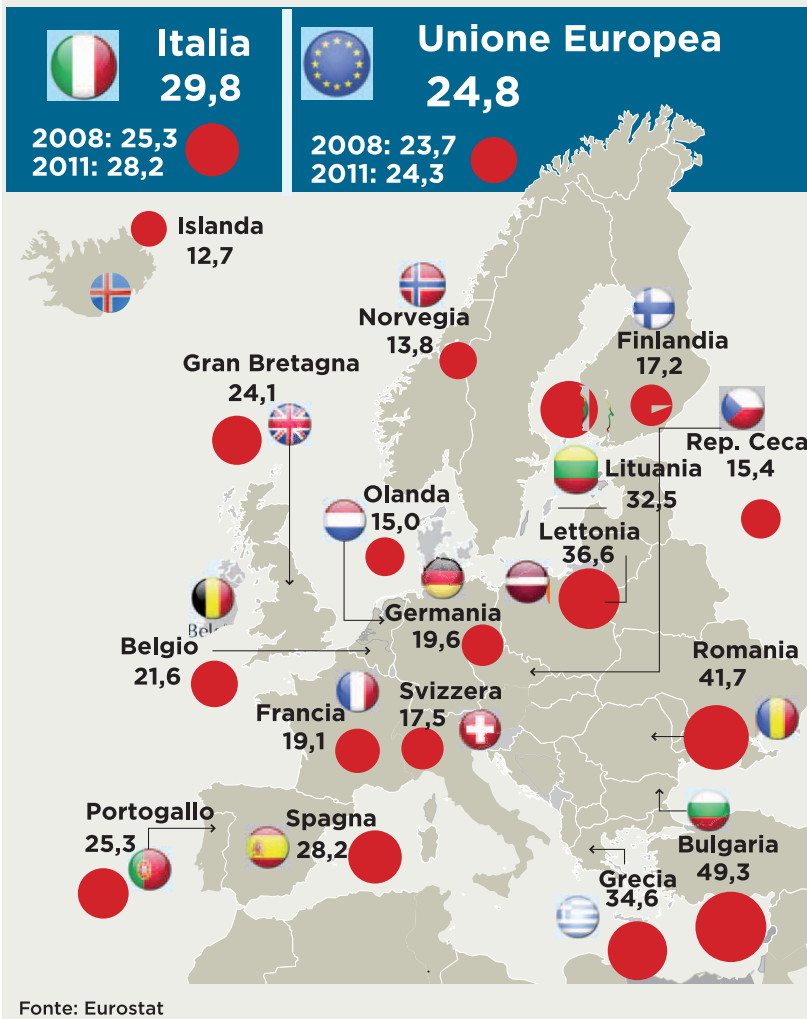 Italia
29,8
2008: 25,3
2011: 28,2
Unione Europea
24,8
2008: 23,7
2011: 24,3
Islanda
12,7
Norvegia
13,8
Finlandia
17,2
Gran Bretagna
24,1
Rep. Ceca
15,4
Lituania
32,5
Olanda
15,0
Lettonia
36,6
Germania
19,6
Belgio
21,6
Romania
41,7
Svizzera
17,5
Francia
19,1
Portogallo
25,3
Spagna
28,2
Bulgaria
49,3
Grecia
34,6
Fonte: Eurostat